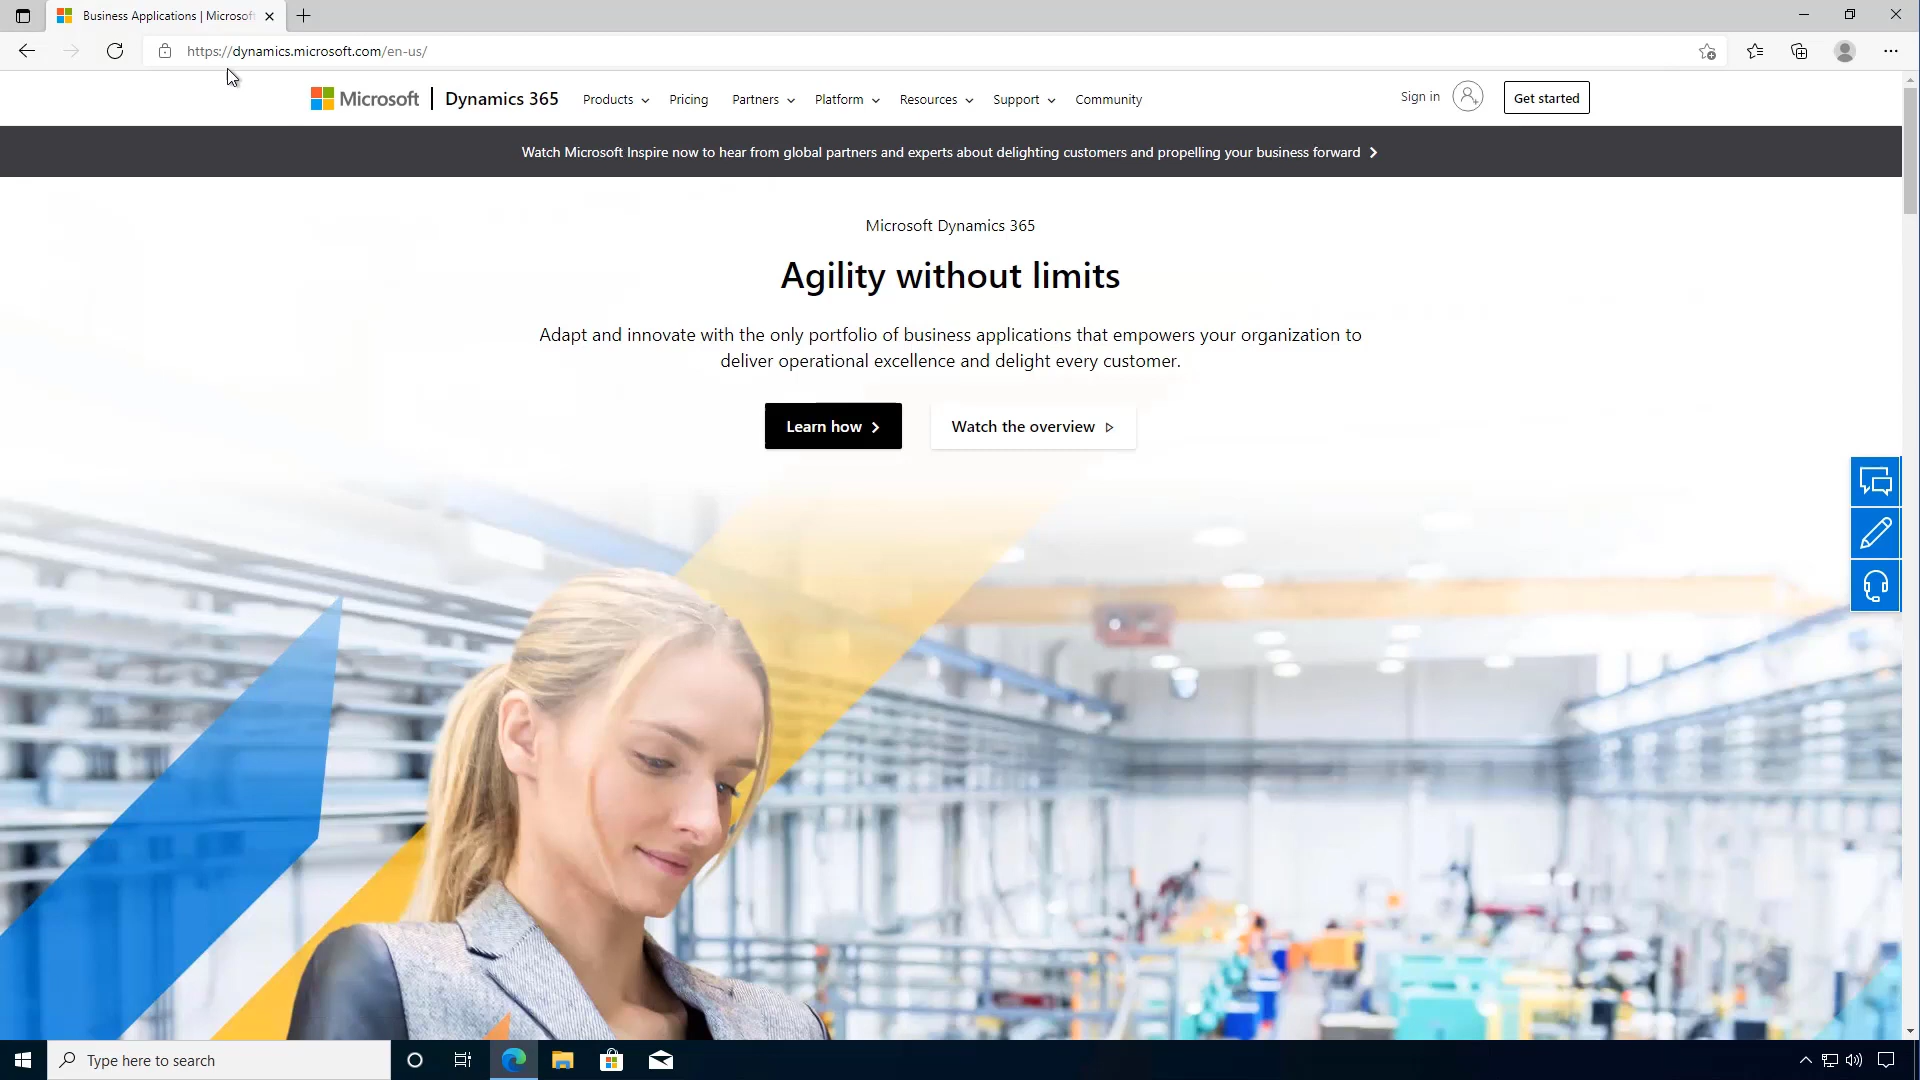 Business Applications | Microsoft
https://dynamics.microsoft.com/en-us/
Microsoft
Dynamics 365
Products
Pricing
Partners
Platform
Resources
Support
Community
Sign in
Get started
Watch Microsoft Inspire now to hear from global partners and experts about delighting customers and propelling your business forward
Microsoft Dynamics 365
Agility without limits
Adapt and innovate with the only portfolio of business applications that empowers your organization to
deliver operational excellence and delight every customer.
Learn how
Watch the overview
Type here to search